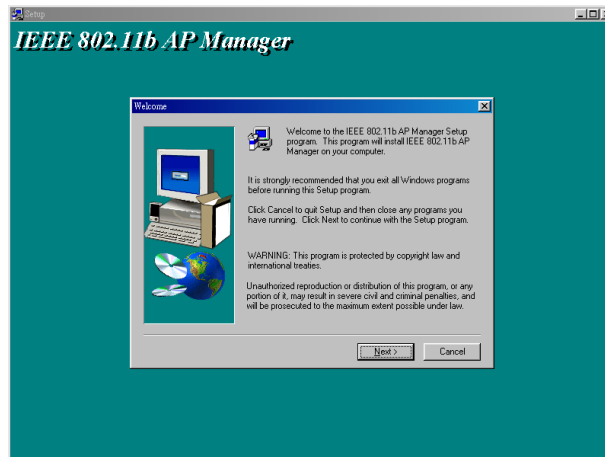 Setup
IEEE 802.11b AP Manager
Welcome
Welcome to the IEEE 802.11b AP Manager Setup
program. This program will install IEEE 802.11b AP
Manager on your computer.
It is strongly recommended that you exit all Windows programs
before running this Setup program.
Click Cancel to quit Setup and then close any programs you
have running. Click Next to continue with the Setup program.
WARNING: This program is protected by copyright law and
international treaties.
Unauthorized reproduction or distribution of this program, or any
portion of it, may result in severe civil and criminal penalties, and
will be prosecuted to the maximum extent possible under law.
Next >
Cancel